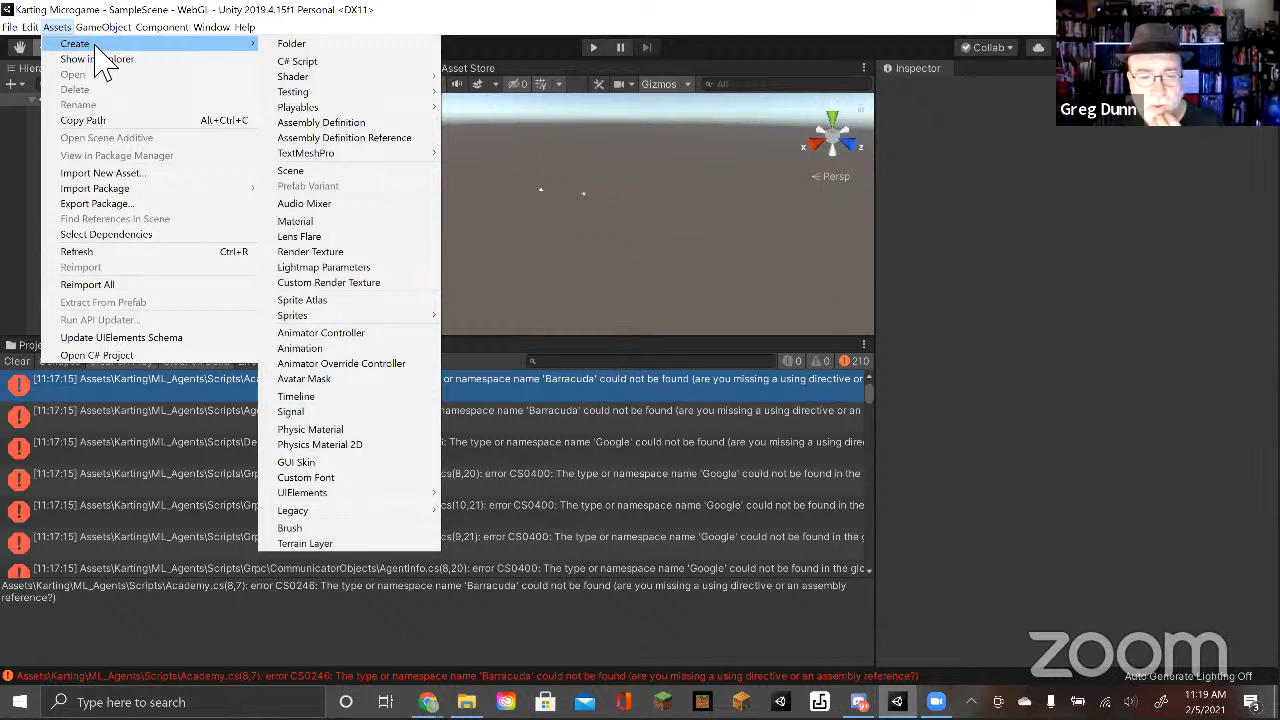 Karting Microgame - SampleScene - WebGL - Unity 2019.4.15f1 Personal <DX11>
File Edit Assets GameObject Component Window Help
Create
Show in Explorer
Open
Delete
Rename
Copy Path Alt+Ctrl+C
Open Scene Additive
View in Package Manager
Import New Asset...
Import Package
Export Package...
Find References In Scene
Select Dependencies
Refresh Ctrl+R
Reimport
Reimport All
Extract From Prefab
Run API Updater...
Update UIElements Schema
Open C# Project
Folder
C# Script
Shader
Testing
Playables
Assembly Definition
Assembly Definition Reference
TextMeshPro
Scene
Prefab Variant
Audio Mixer
Material
Lens Flare
Render Texture
Lightmap Parameters
Custom Render Texture
Sprite Atlas
Sprites
Animator Controller
Animation
Animator Override Controller
Avatar Mask
Timeline
Signal
Physic Material
Physics Material 2D
GUI Skin
Custom Font
UIElements
Legacy
Brush
Terrain Layer
Hiera
Asset Store
0
Gizmos
All
x
z
Persp
Collab
Inspector
Greg Dunn
Proje
Clear
0 0 210
[11:17:15] Assets\Karting\ML_Agents\Scripts\Aca or namespace name 'Barracuda' could not be found (are you missing a using directive or
[11:17:15] Assets\Karting\ML_Agents\Scripts\Age namespace name 'Barracuda' could not be found (are you missing a using directive or an
[11:17:15] Assets\Karting\ML_Agents\Scripts\De : The type or namespace name 'Google' could not be found (are you missing a using dire
[11:17:15] Assets\Karting\ML_Agents\Scripts\Grp cs(8,20): error CS0400: The type or namespace name 'Google' could not be found in the
[11:17:15] Assets\Karting\ML_Agents\Scripts\Grp cs(10,21): error CS0400: The type or namespace name 'Google' could not be found in the
[11:17:15] Assets\Karting\ML_Agents\Scripts\Grp cs(9,21): error CS0400: The type or namespace name 'Google' could not be found in the g
[11:17:15] Assets\Karting\ML_Agents\Scripts\Grpc\CommunicatorObjects\AgentInfo.cs(8,20): error CS0400: The type or namespace name 'Google' could not be found in the glo
Assets\Karting\ML_Agents\Scripts\Academy.cs(8,7): error CS0246: The type or namespace name 'Barracuda' could not be found (are you missing a using directive or an assembly
reference?)
zoom
Assets\Karting\ML_Agents\Scripts\Academy.cs(8,7): error CS0246: The type or namespace name 'Barracuda' could not be found (are you missing a using directive or an assembly reference?)
Auto Generate Lighting Off
Type here to search
11:19 AM
2/5/2021
3